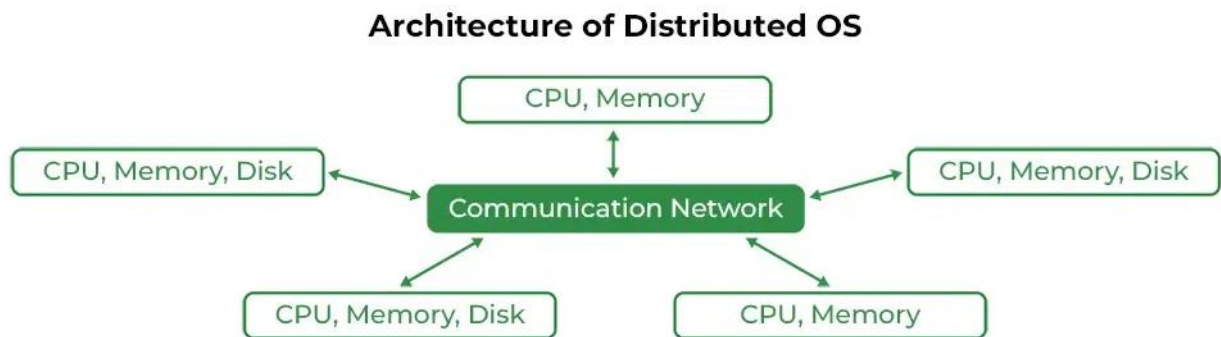 Architecture of Distributed OS
CPU, Memory
CPU, Memory, Disk
CPU, Memory, Disk
Communication Network
CPU, Memory, Disk
CPU, Memory